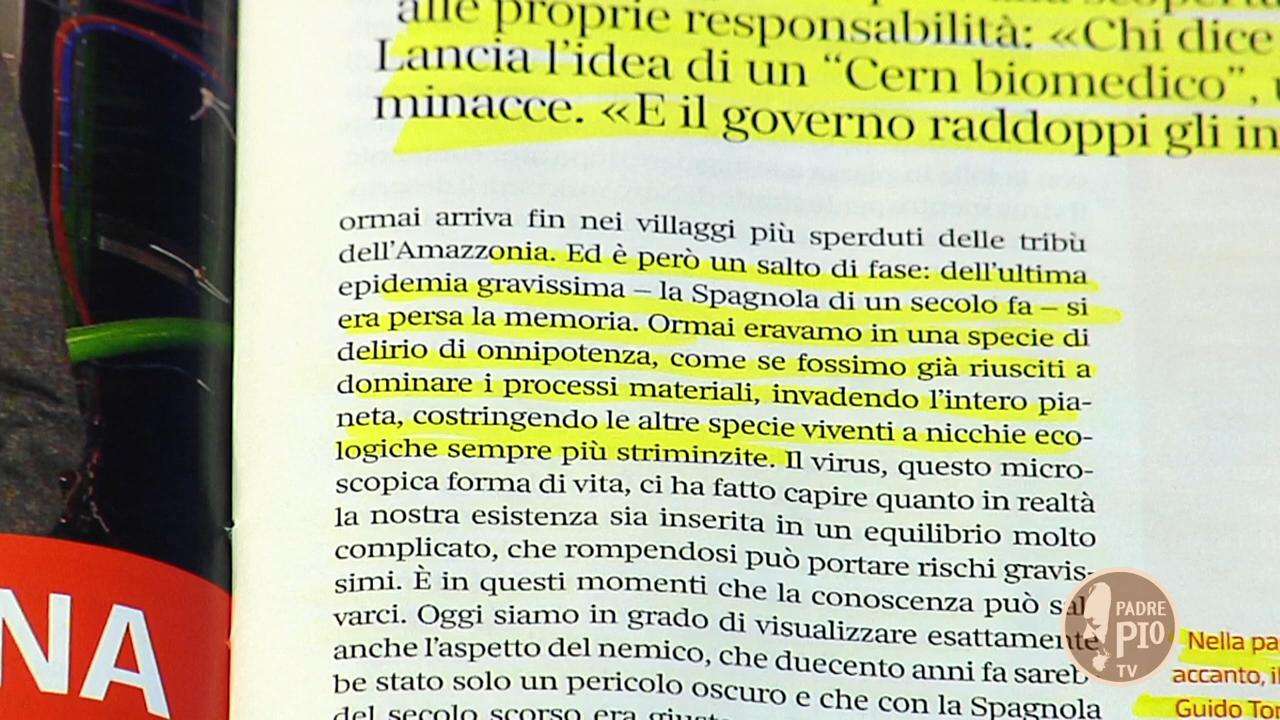 alle proprie responsabilità: «Chi dice
Lancia l'idea di un "Cern biomedico",
minacce. «E il governo raddoppi gli in
ormai arriva fin nei villaggi più sperduti delle tribù
dell'Amazzonia. Ed è però un salto di fase: dell'ultima
epidemia gravissima – la Spagnola di un secolo fa – si
era persa la memoria. Ormai eravamo in una specie di
delirio di onnipotenza, come se fossimo già riusciti a
dominare i processi materiali, invadendo l'intero pia-
neta, costringendo le altre specie viventi a nicchie eco-
logiche sempre più striminzite. Il virus, questo micro-
scopica forma di vita, ci ha fatto capire quanto in realtà
la nostra esistenza sia inserita in un equilibrio molto
complicato, che rompendosi può portare rischi gravis-
simi. È in questi momenti che la conoscenza può sal
varci. Oggi siamo in grado di visualizzare esattamente
anche l'aspetto del nemico, che duecento anni fa sareb
be stato solo un pericolo oscuro e che con la Spagnola
del secolo scorso era
NA
PADRE
PIO
TV
Nella pa
accanto, il
Guido Ton